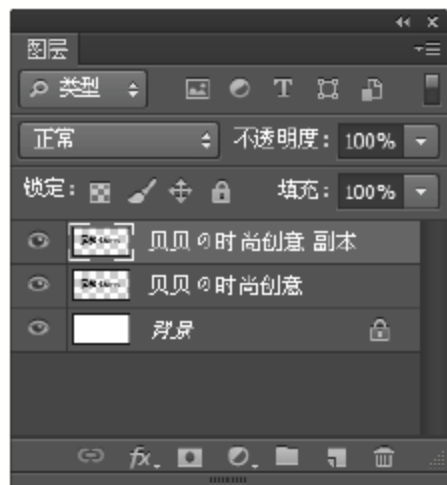 图层
类型
T
正常 不透明度: 100%
锁定: 填充: 100%
贝贝の时尚创意 副本
贝贝の时尚创意
背景
fx